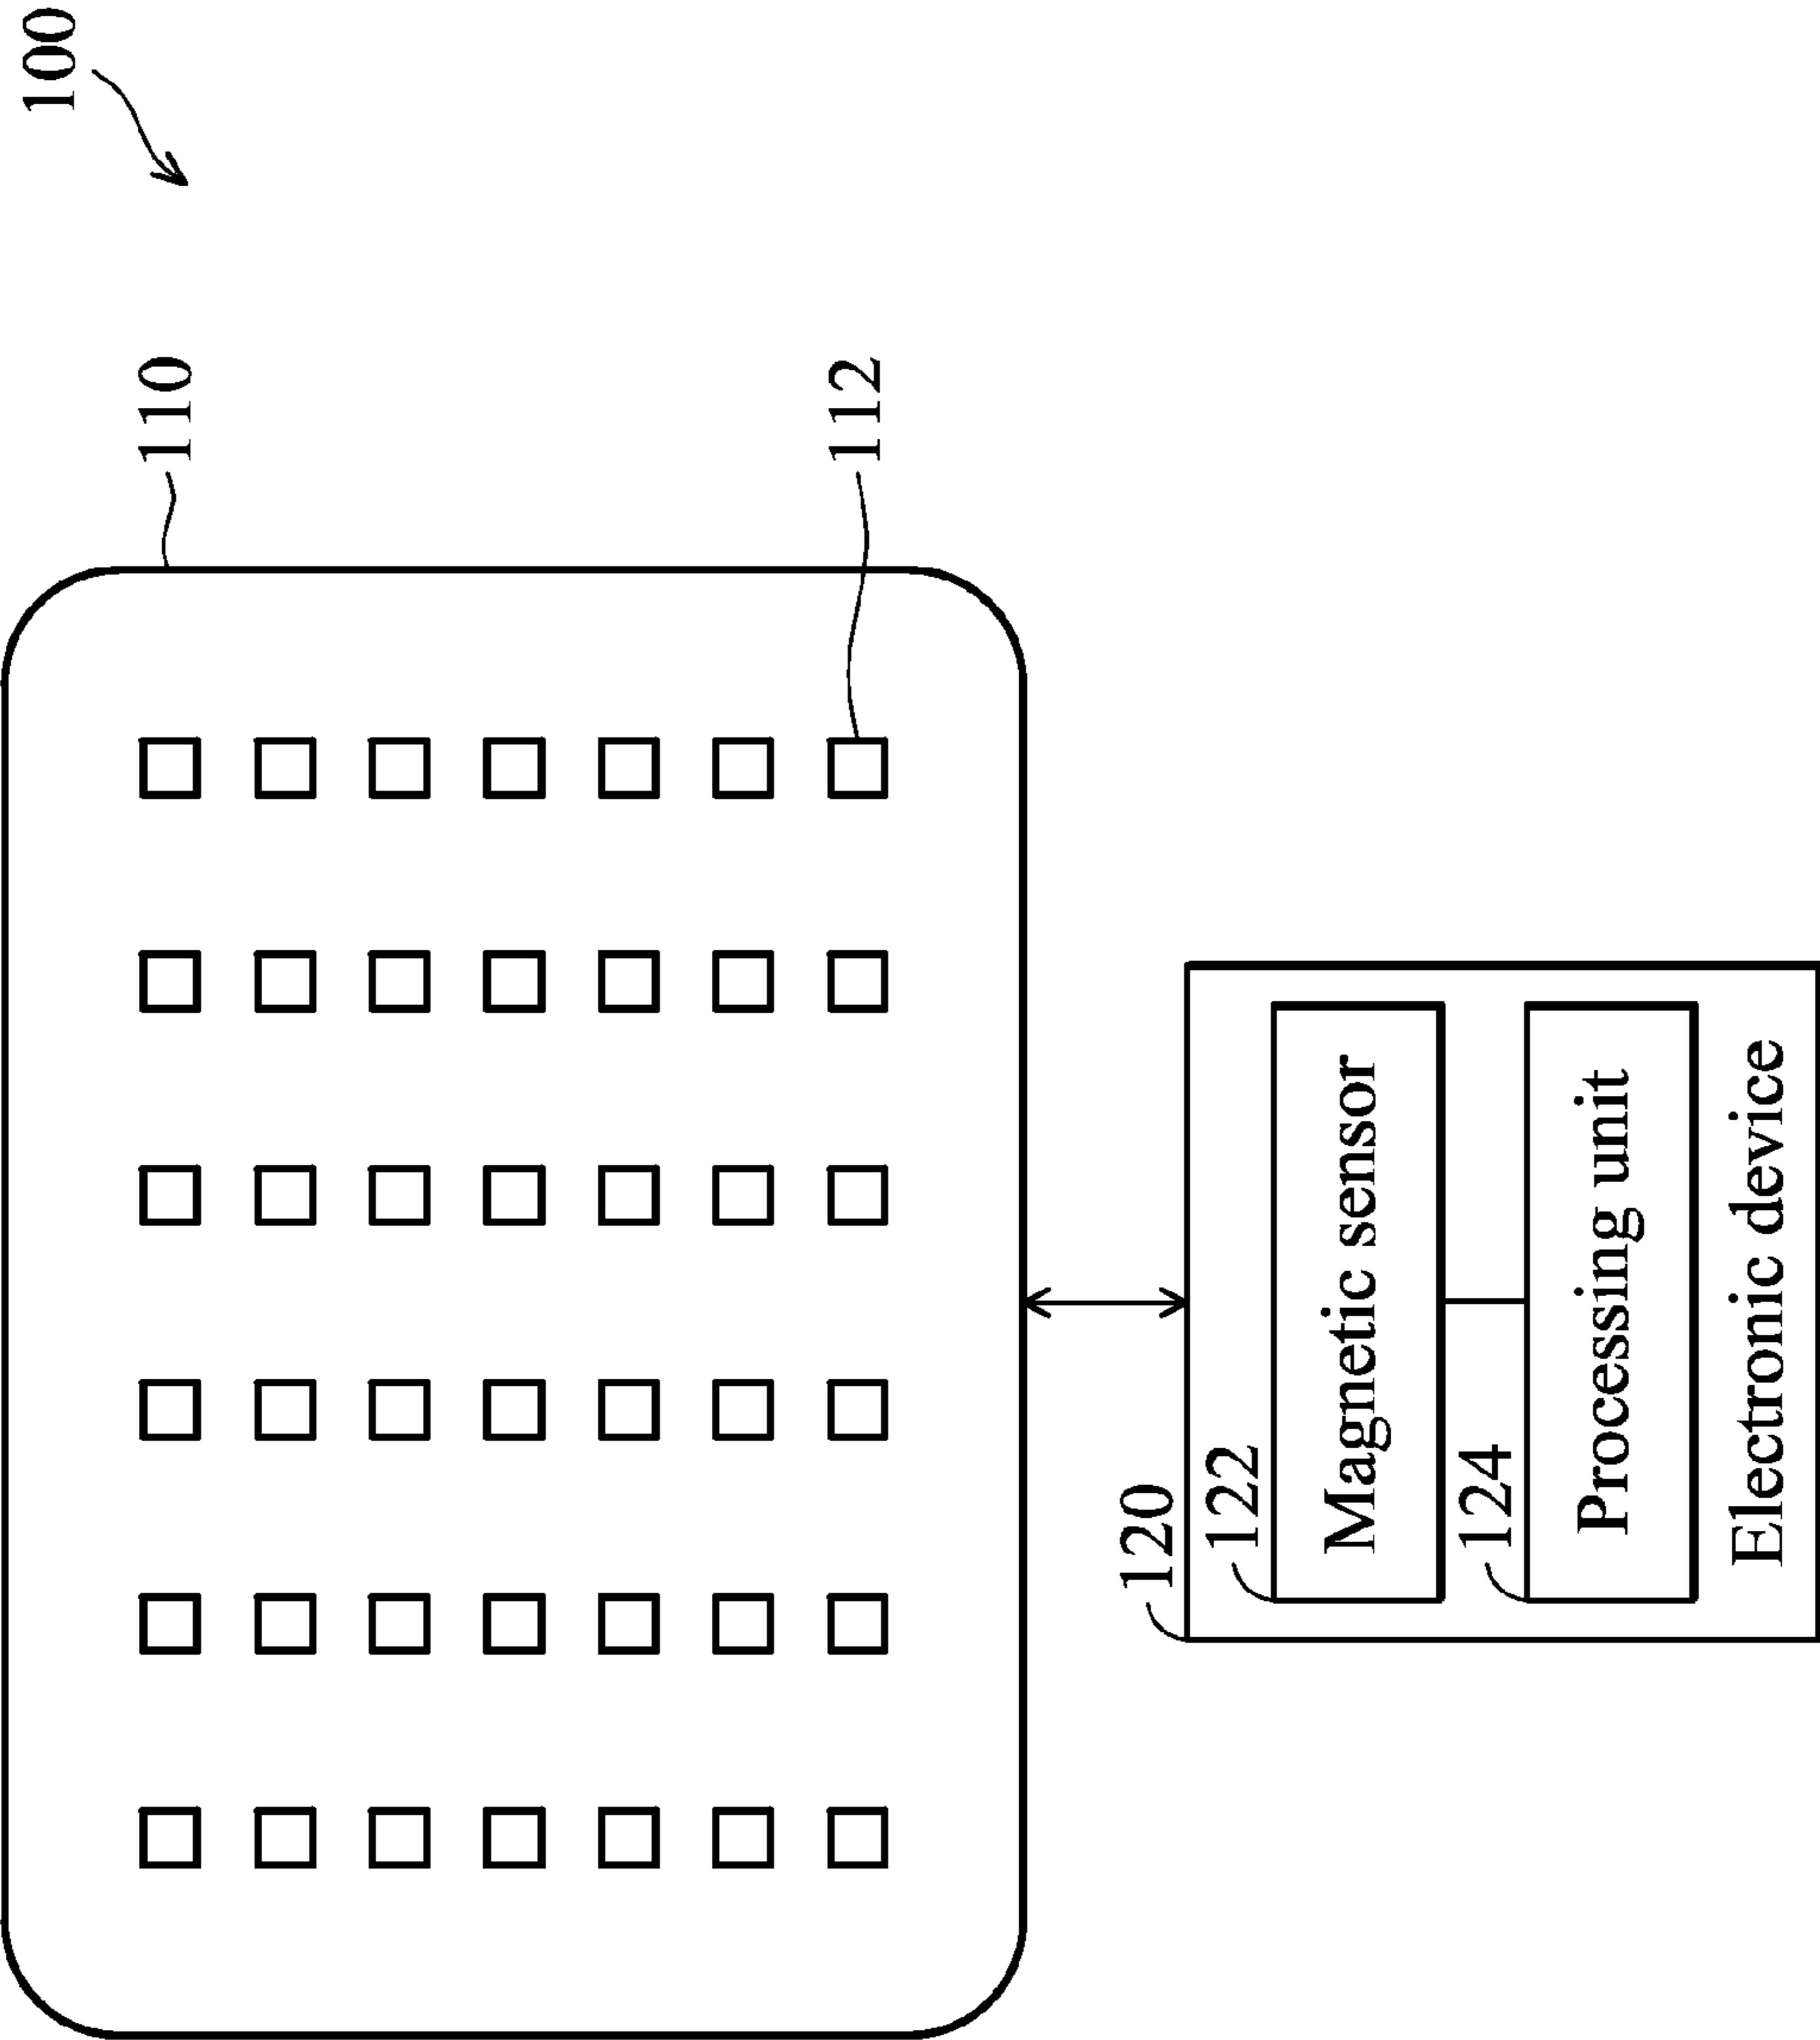 100
110
112
120
122
Magnetic sensor
124
Processing unit
Electronic device